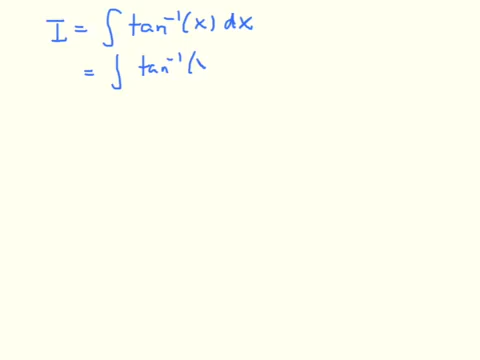 I = ∫ tan⁻¹(x) dx
= ∫ tan⁻¹(